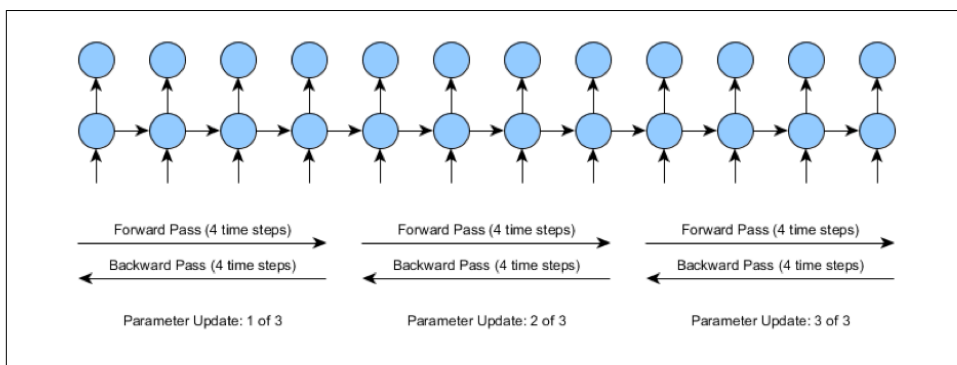 Forward Pass (4 time steps) Forward Pass (4 time steps) Forward Pass (4 time steps)
Backward Pass (4 time steps) Backward Pass (4 time steps) Backward Pass (4 time steps)
Parameter Update: 1 of 3 Parameter Update: 2 of 3 Parameter Update: 3 of 3